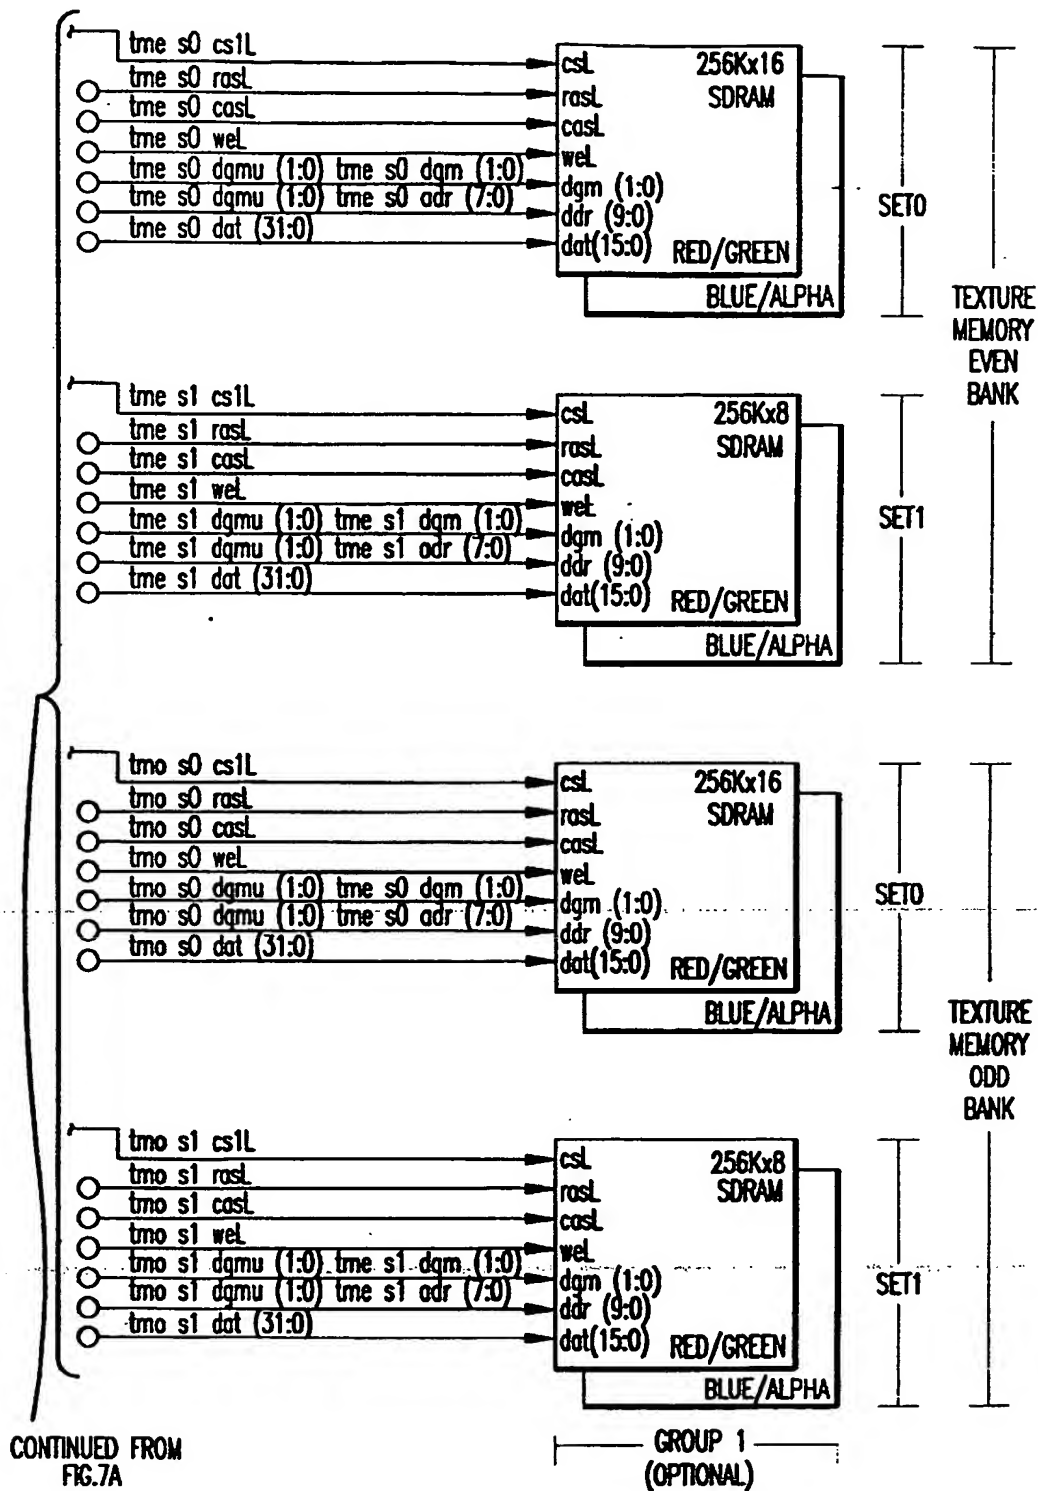 tme s0 cs1L
tme s0 rasL
tme s0 casL
tme s0 weL
tme s0 dqmu (1:0) tme s0 dqm (1:0)
tme s0 dqmu (1:0) tme s0 adr (7:0)
tme s0 dat (31:0)
csL 256Kx16
rasL SDRAM
casL
weL
dqm (1:0)
ddr (9:0)
dat(15:0) RED/GREEN
BLUE/ALPHA
SET0
tme s1 cs1L
tme s1 rasL
tme s1 casL
tme s1 weL
tme s1 dqmu (1:0) tme s1 dqm (1:0)
tme s1 dqmu (1:0) tme s1 adr (7:0)
tme s1 dat (31:0)
csL 256Kx8
rasL SDRAM
casL
weL
dqm (1:0)
ddr (9:0)
dat(15:0) RED/GREEN
BLUE/ALPHA
SET1
TEXTURE
MEMORY
EVEN
BANK
tmo s0 cs1L
tmo s0 rasL
tmo s0 casL
tmo s0 weL
tmo s0 dqmu (1:0) tme s0 dqm (1:0)
tmo s0 dqmu (1:0) tme s0 adr (7:0)
tmo s0 dat (31:0)
csL 256Kx16
rasL SDRAM
casL
weL
dqm (1:0)
ddr (9:0)
dat(15:0) RED/GREEN
BLUE/ALPHA
SET0
tmo s1 cs1L
tmo s1 rasL
tmo s1 casL
tmo s1 weL
tmo s1 dqmu (1:0) tme s1 dqm (1:0)
tmo s1 dqmu (1:0) tme s1 adr (7:0)
tmo s1 dat (31:0)
csL 256Kx8
rasL SDRAM
casL
weL
dqm (1:0)
ddr (9:0)
dat(15:0) RED/GREEN
BLUE/ALPHA
SET1
TEXTURE
MEMORY
ODD
BANK
CONTINUED FROM
FIG.7A
GROUP 1
(OPTIONAL)